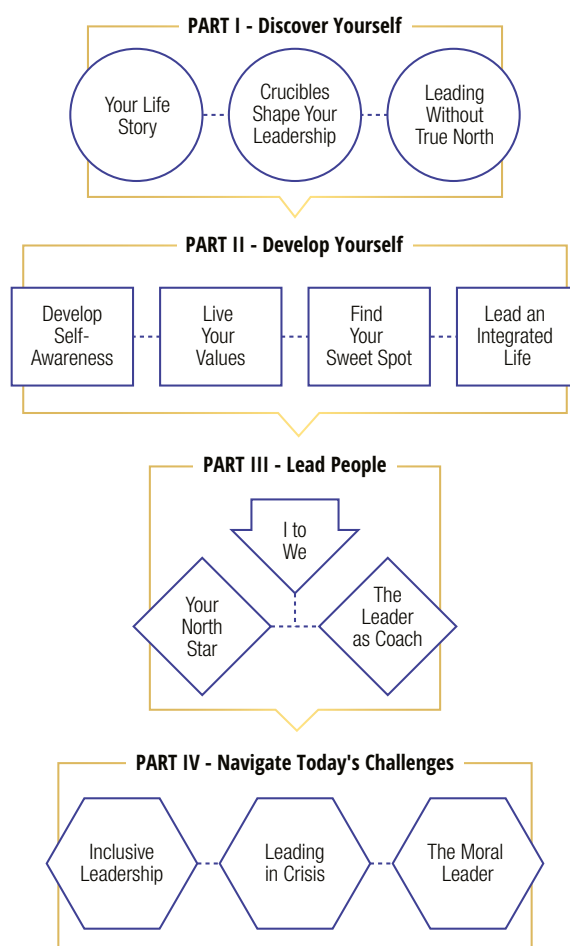 PART I - Discover Yourself
Your Life
Story
Crucibles
Shape Your
Leadership
Leading
Without
True North
PART II - Develop Yourself
Develop
Self-
Awareness
Live
Your
Values
Find
Your
Sweet Spot
Lead an
Integrated
Life
PART III - Lead People
I to
We
Your
North
Star
The
Leader
as Coach
PART IV - Navigate Today's Challenges
Inclusive
Leadership
Leading
in Crisis
The Moral
Leader